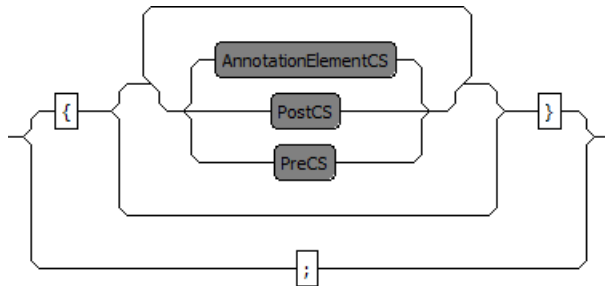 AnnotationElementCS
{ PostCS }
PreCS
;